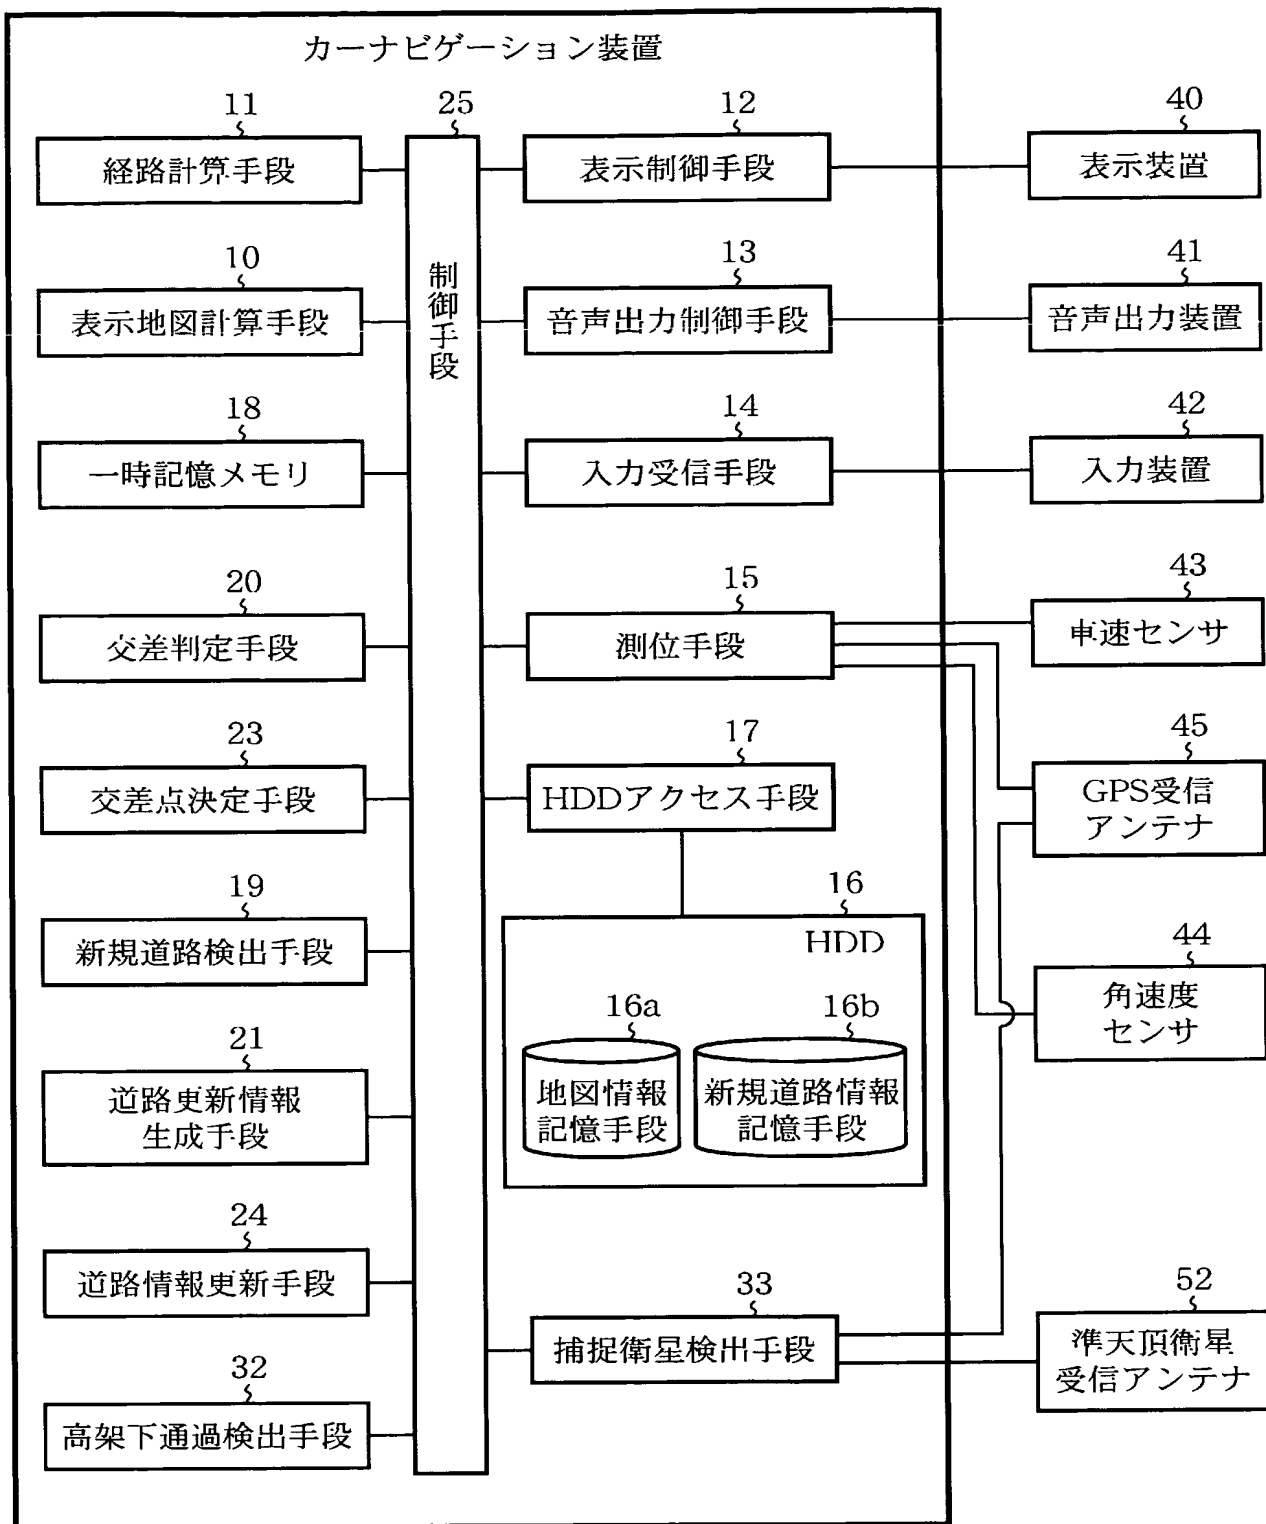 カーナビゲーション装置
11
経路計算手段
25
制御手段
12
表示制御手段
40
表示装置
10
表示地図計算手段
13
音声出力制御手段
41
音声出力装置
18
一時記憶メモリ
14
入力受信手段
42
入力装置
20
交差判定手段
15
測位手段
43
車速センサ
23
交差点決定手段
17
HDDアクセス手段
45
GPS受信
アンテナ
19
新規道路検出手段
16
HDD
44
角速度
センサ
16a
地図情報
記憶手段
16b
新規道路情報
記憶手段
21
道路更新情報
生成手段
24
道路情報更新手段
33
捕捉衛星検出手段
52
準天頂衛星
受信アンテナ
32
高架下通過検出手段